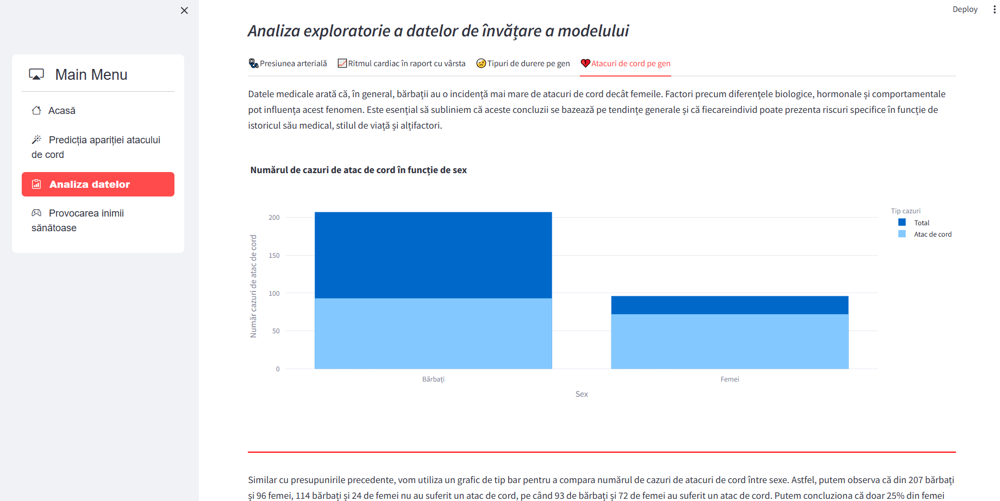 Deploy
Main Menu
Acasă
Predicția apariției atacului
de cord
Analiza datelor
Provocarea inimii
sănătoase
Analiza exploratorie a datelor de învățare a modelului
Presiunea arterială
Ritmul cardiac în raport cu vârsta
Tipuri de durere pe gen
Atacuri de cord pe gen
Datele medicale arată că, în general, bărbații au o incidență mai mare de atacuri de cord decât femeile. Factori precum diferențele biologice, hormonale și comportamentale
pot influența acest fenomen. Este esențial să subliniem că aceste concluzii se bazează pe tendințe generale și că fiecareindivid poate prezenta riscuri specifice în funcție de
istoricul său medical, stilul de viață și alțifactori.
Numărul de cazuri de atac de cord în funcție de sex
Număr cazuri de atac de cord
200
150
100
50
0
Bărbați
Femei
Sex
Tip cazuri
Total
Atac de cord
Similar cu presupunirile precedente, vom utiliza un grafic de tip bar pentru a compara numărul de cazuri de atacuri de cord între sexe. Astfel, putem observa că din 207 bărbați
și 96 femei, 114 bărbați și 24 de femei nu au suferit un atac de cord, pe când 93 de bărbați și 72 de femei au suferit un atac de cord. Putem concluziona că doar 25% din femei